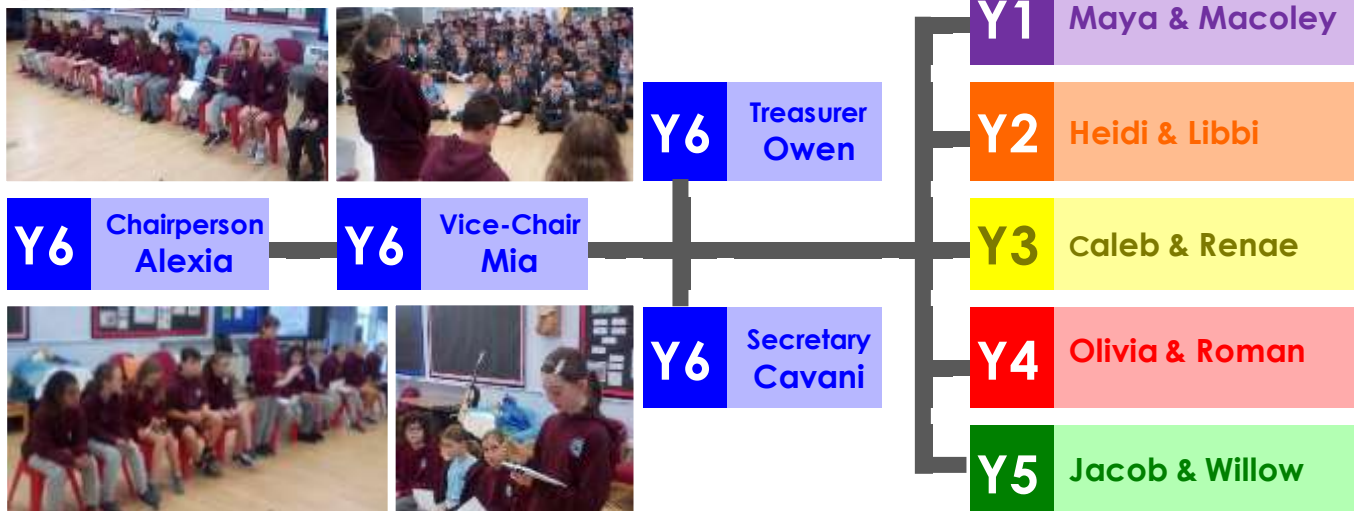 Y6
Chairperson
Alexia
Y6
Vice-Chair
Mia
Y6
Treasurer
Owen
Y6
Secretary
Cavani
Y1
Maya & Macoley
Y2
Heidi & Libbi
Y3
Caleb & Renae
Y4
Olivia & Roman
Y5
Jacob & Willow